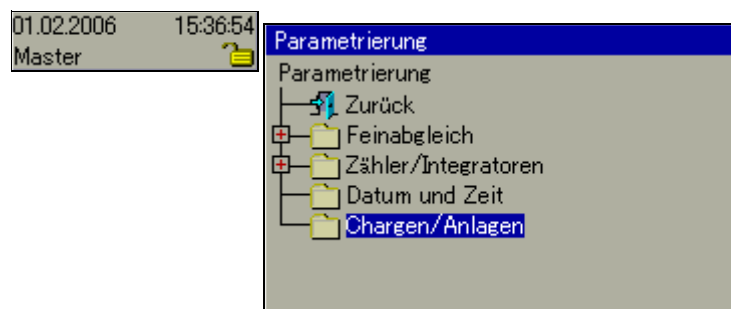 01.02.2006 15:36:54
Master
Parametrierung
Parametrierung
Zurück
Feinabgleich
Zähler/Integratoren
Datum und Zeit
Chargen/Anlagen